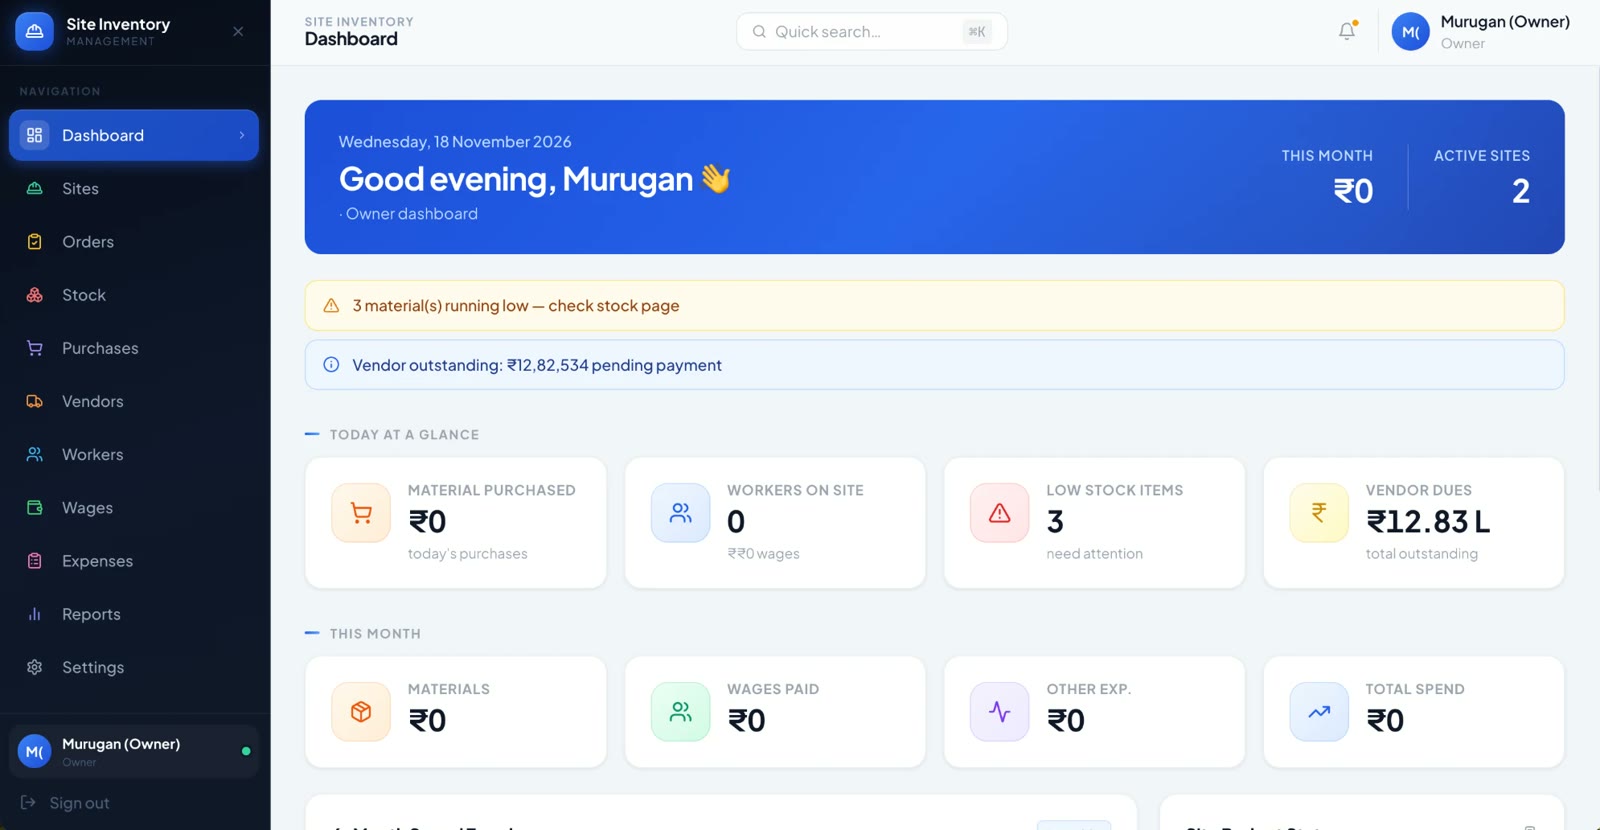 Site Inventory
MANAGEMENT
NAVIGATION
Dashboard
Sites
Orders
Stock
Purchases
Vendors
Workers
Wages
Expenses
Reports
Settings
M(
Murugan (Owner)
Owner
Sign out
SITE INVENTORY
Dashboard
Quick search...
⌘K
M(
Murugan (Owner)
Owner
Wednesday, 18 November 2026
Good evening, Murugan 👋
· Owner dashboard
THIS MONTH
₹0
ACTIVE SITES
2
3 material(s) running low — check stock page
Vendor outstanding: ₹12,82,534 pending payment
TODAY AT A GLANCE
MATERIAL PURCHASED
₹0
today's purchases
WORKERS ON SITE
0
₹₹0 wages
LOW STOCK ITEMS
3
need attention
VENDOR DUES
₹12.83 L
total outstanding
THIS MONTH
MATERIALS
₹0
WAGES PAID
₹0
OTHER EXP.
₹0
TOTAL SPEND
₹0